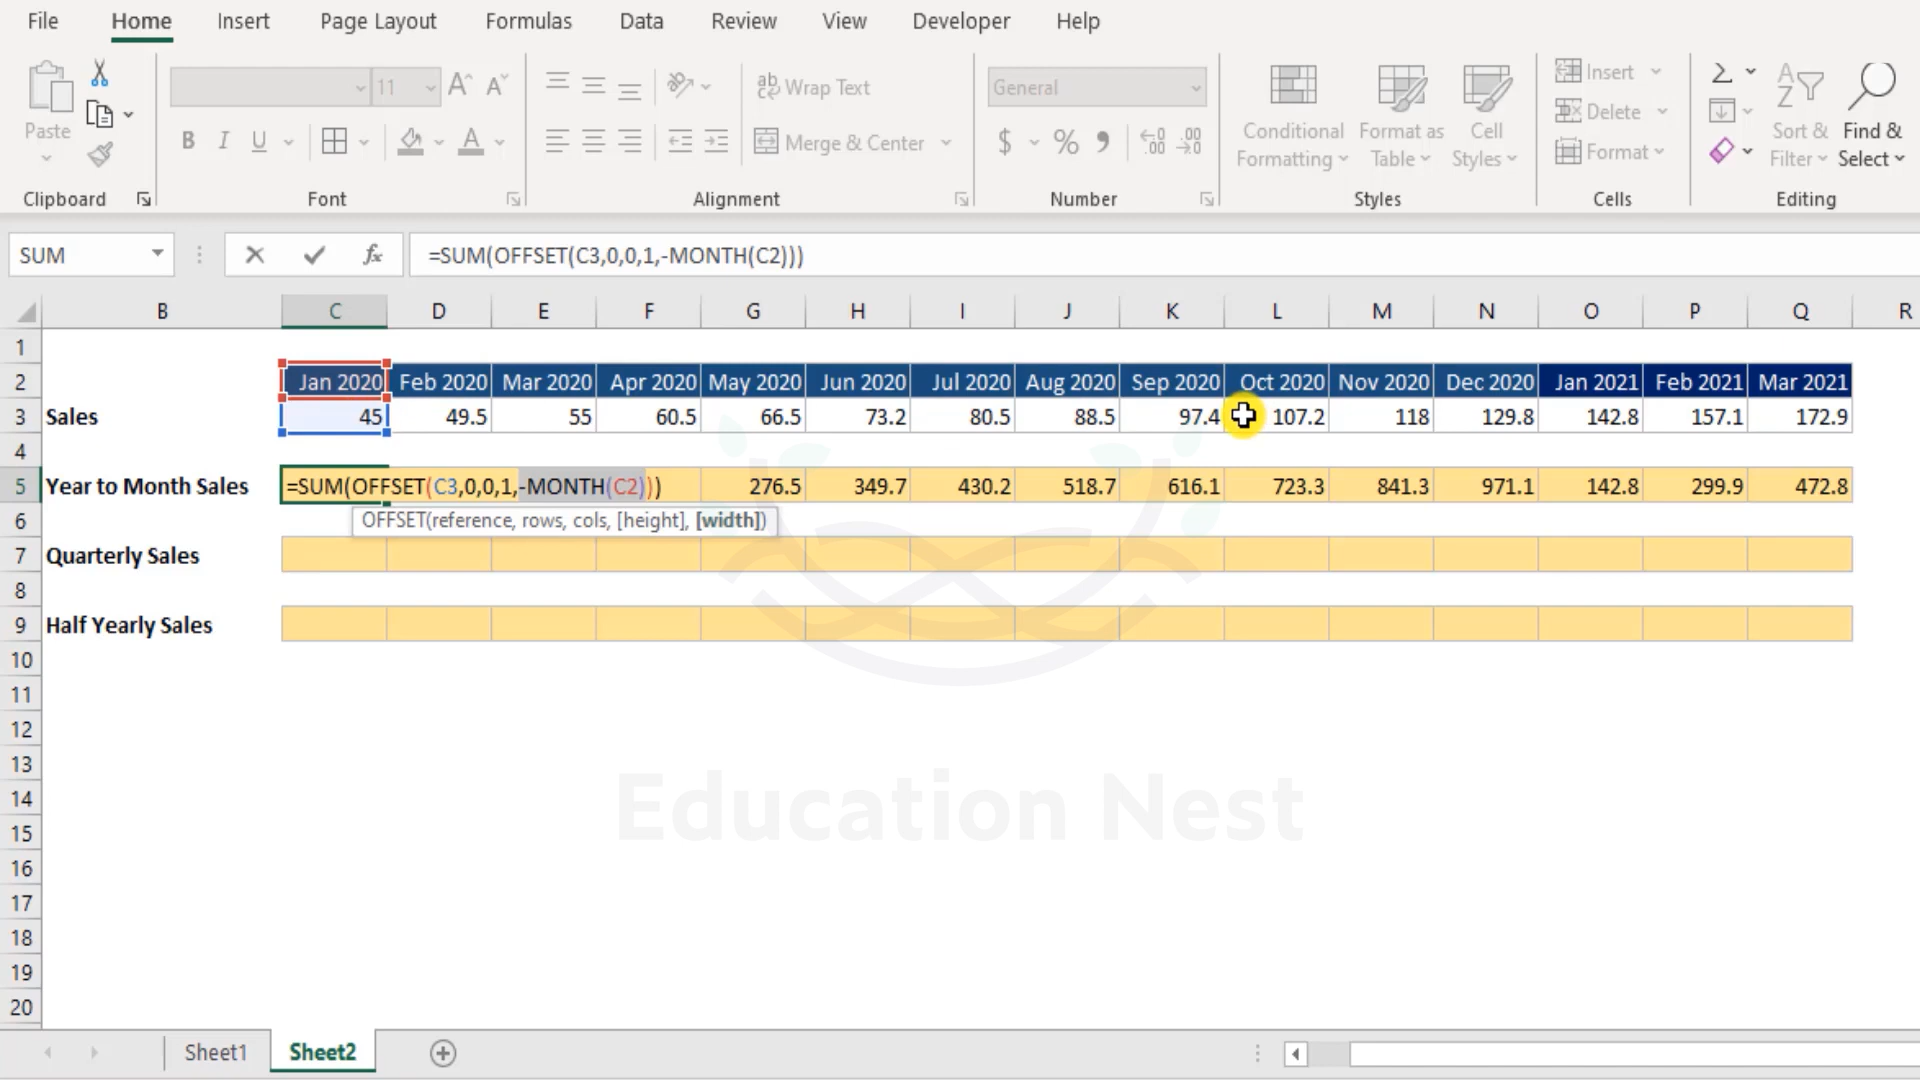 File Home Insert Page Layout Formulas Data Review View Developer Help
Paste
11
Wrap Text
General
Insert
Delete
Conditional Formatting
Format as Table
Cell Styles
Sort & Filter
Find & Select
B I U
Merge & Center
$ % 9
Format
Clipboard Font Alignment Number Styles Cells Editing
SUM fx =SUM(OFFSET(C3,0,0,1,-MONTH(C2)))
B C D E F G H I J K L M N O P Q R
1
2 Jan 2020 Feb 2020 Mar 2020 Apr 2020 May 2020 Jun 2020 Jul 2020 Aug 2020 Sep 2020 Oct 2020 Nov 2020 Dec 2020 Jan 2021 Feb 2021 Mar 2021
3 Sales 45 49.5 55 60.5 66.5 73.2 80.5 88.5 97.4 107.2 118 129.8 142.8 157.1 172.9
4
5 Year to Month Sales =SUM(OFFSET(C3,0,0,1,-MONTH(C2))) 276.5 349.7 430.2 518.7 616.1 723.3 841.3 971.1 142.8 299.9 472.8
6 OFFSET(reference, rows, cols, [height], [width])
7 Quarterly Sales
8
9 Half Yearly Sales
10
11
12
13
14
Education Nest
15
16
17
18
19
20
Sheet1 Sheet2